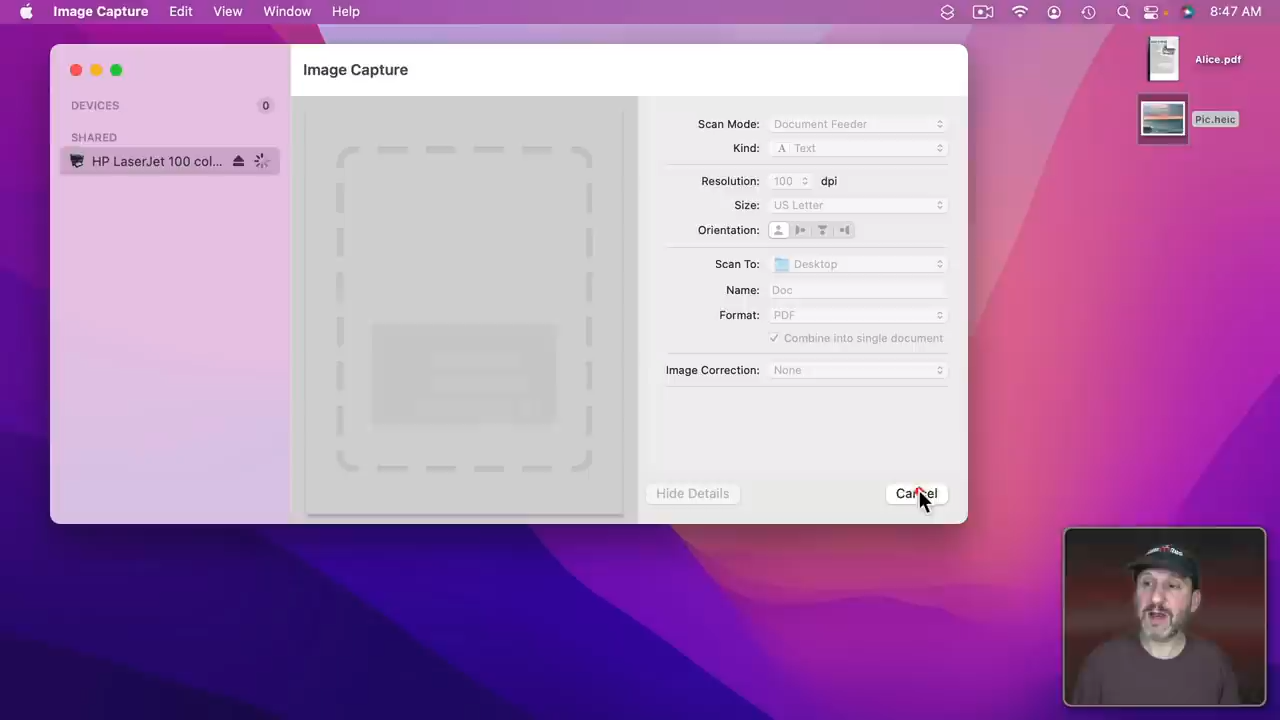 Image Capture Edit View Window Help 8:47 AM
Image Capture
DEVICES 0
SHARED
HP LaserJet 100 col...
Scan Mode: Document Feeder
Kind: A Text
Resolution: 100 dpi
Size: US Letter
Orientation:
Scan To: Desktop
Name: Doc
Format: PDF
Combine into single document
Image Correction: None
Hide Details
Cancel
Alice.pdf
Pic.heic